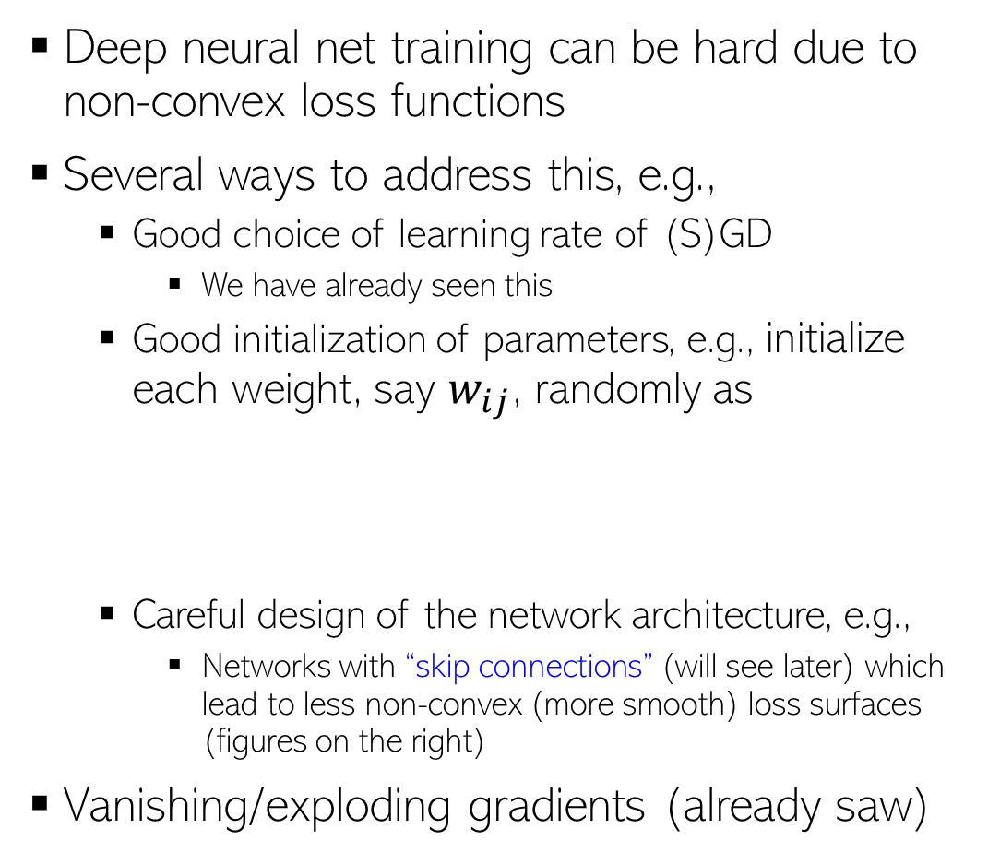 ▪ Deep neural net training can be hard due to
non-convex loss functions
▪ Several ways to address this, e.g.,
▪ Good choice of learning rate of (S)GD
▪ We have already seen this
▪ Good initialization of parameters, e.g., initialize
each weight, say w_{ij}, randomly as
▪ Careful design of the network architecture, e.g.,
▪ Networks with “skip connections” (will see later) which
lead to less non-convex (more smooth) loss surfaces
(figures on the right)
▪ Vanishing/exploding gradients (already saw)